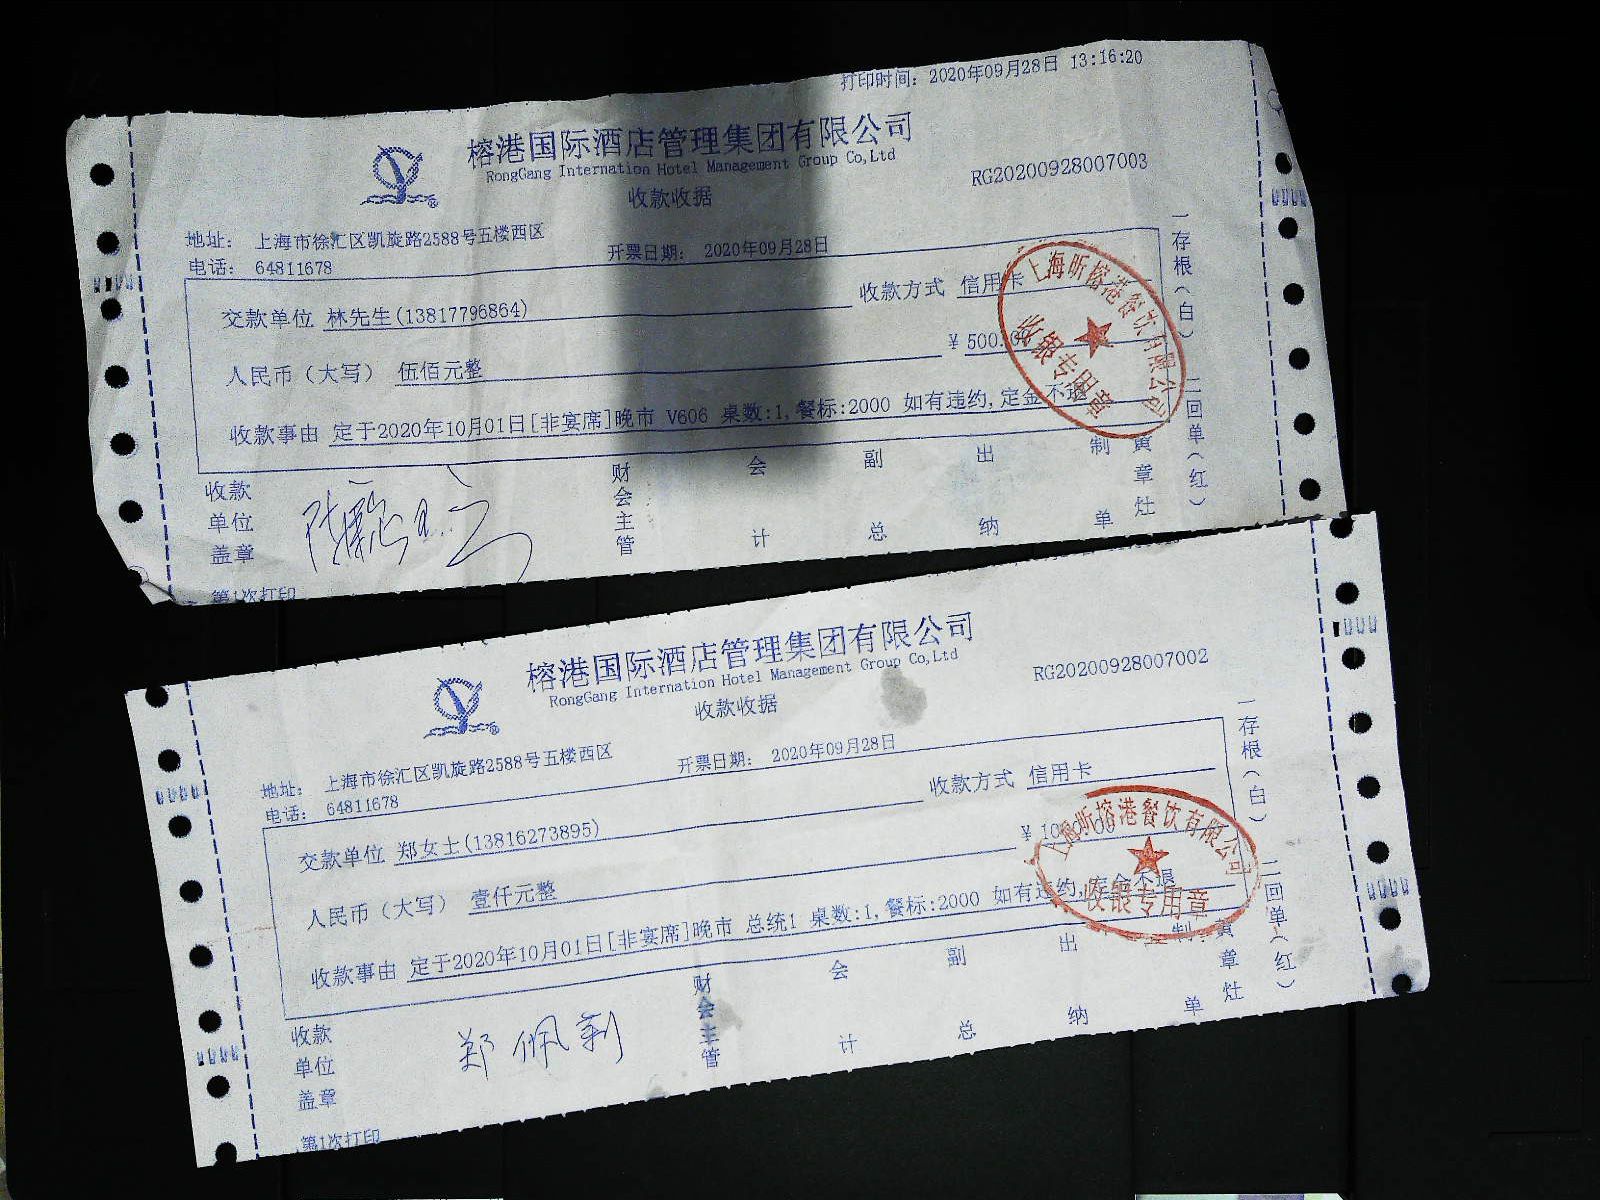 打印时间: 2020年09月28日 13:16:20
榕港国际酒店管理集团有限公司
RongGang Internation Hotel Management Group Co,Ltd
收款收据
RG20200928007003
地址: 上海市徐汇区凯旋路2588号五楼西区
电话: 64811678
开票日期: 2020年09月28日
交款单位 林先生(13817796864)
收款方式 信用卡
人民币（大写） 伍佰元整
¥ 500.00
收款事由 定于2020年10月01日[非宴席]晚市 V606 桌数:1,餐标:2000 如有违约,定金不退
一存根（白） 二回单（红）
上海昕榕港餐饮有限公司
收银专用章
收款单位盖章
财会主管 会计 副总 出纳 制单 黄章灶
第1次打印
榕港国际酒店管理集团有限公司
RongGang Internation Hotel Management Group Co,Ltd
收款收据
RG20200928007002
地址: 上海市徐汇区凯旋路2588号五楼西区
电话: 64811678
开票日期: 2020年09月28日
交款单位 郑女士(13816273895)
收款方式 信用卡
人民币（大写） 壹仟元整
¥ 1000.00
收款事由 定于2020年10月01日[非宴席]晚市 总统1 桌数:1,餐标:2000 如有违约,定金不退
一存根（白） 二回单（红）
上海昕榕港餐饮有限公司
收银专用章
收款单位盖章
郑佩莉
财会主管 会计 副总 出纳 制单 黄章灶
第1次打印